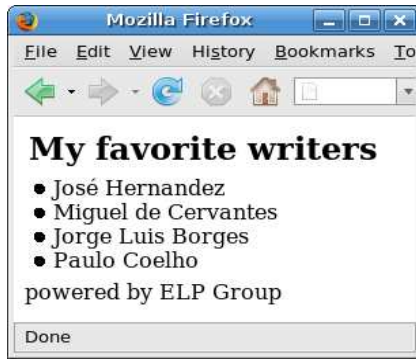 Mozilla Firefox
File Edit View History Bookmarks To
My favorite writers
José Hernandez
Miguel de Cervantes
Jorge Luis Borges
Paulo Coelho
powered by ELP Group
Done